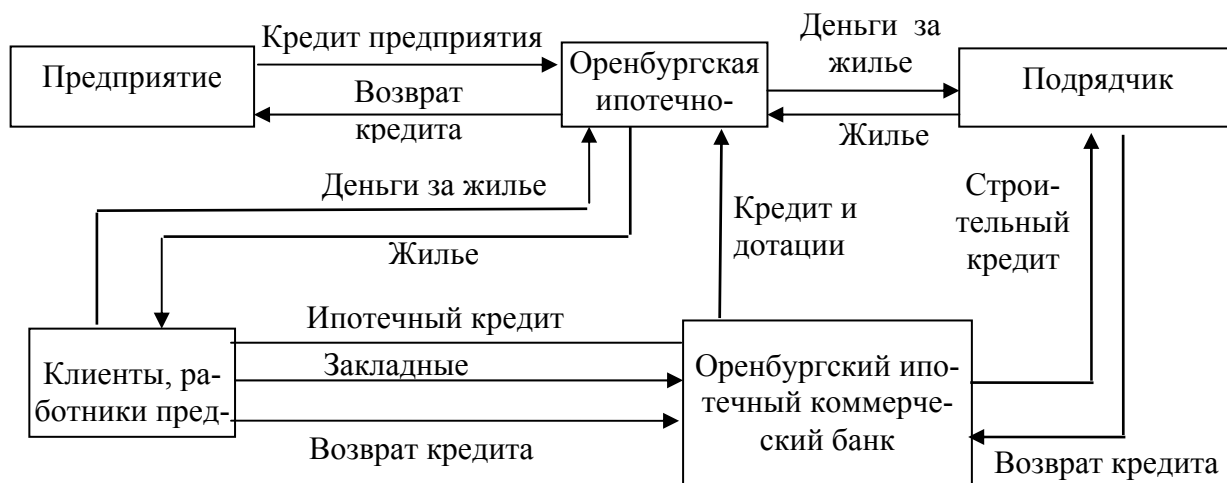 Кредит предприятия
Деньги за
жилье
Предприятие
Оренбургская
ипотечно-
Подрядчик
Возврат
кредита
Жилье
Деньги за жилье
Жилье
Кредит и
дотации
Строи-
тельный
кредит
Ипотечный кредит
Закладные
Клиенты, ра-
ботники пред-
Возврат кредита
Оренбургский ипо-
течный коммерче-
ский банк
Возврат кредита